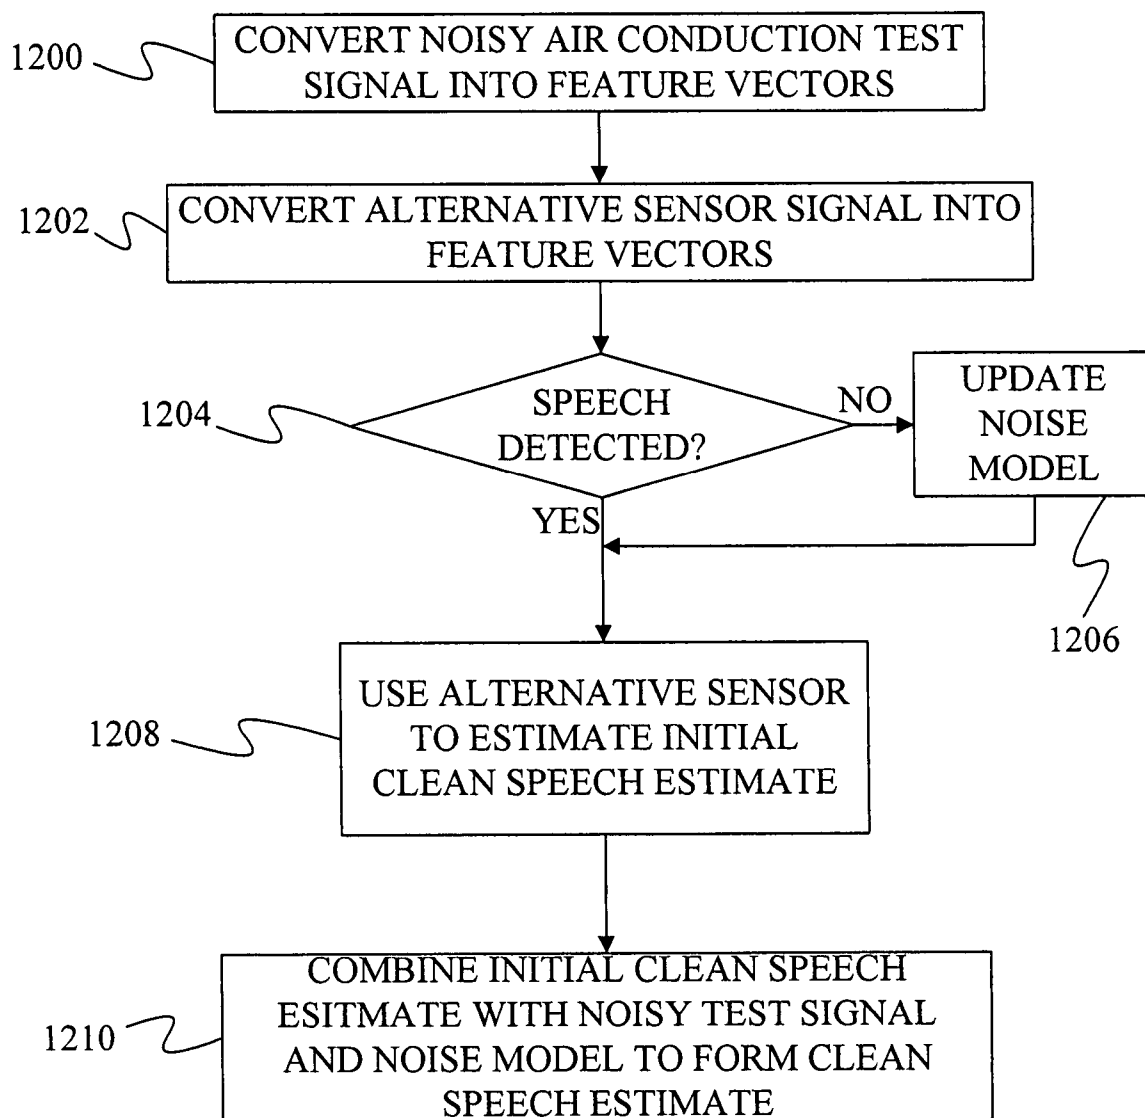 1200
CONVERT NOISY AIR CONDUCTION TEST
SIGNAL INTO FEATURE VECTORS
1202
CONVERT ALTERNATIVE SENSOR SIGNAL INTO
FEATURE VECTORS
1204
SPEECH
DETECTED?
NO
UPDATE
NOISE
MODEL
YES
1206
1208
USE ALTERNATIVE SENSOR
TO ESTIMATE INITIAL
CLEAN SPEECH ESTIMATE
1210
COMBINE INITIAL CLEAN SPEECH
ESITMATE WITH NOISY TEST SIGNAL
AND NOISE MODEL TO FORM CLEAN
SPEECH ESTIMATE